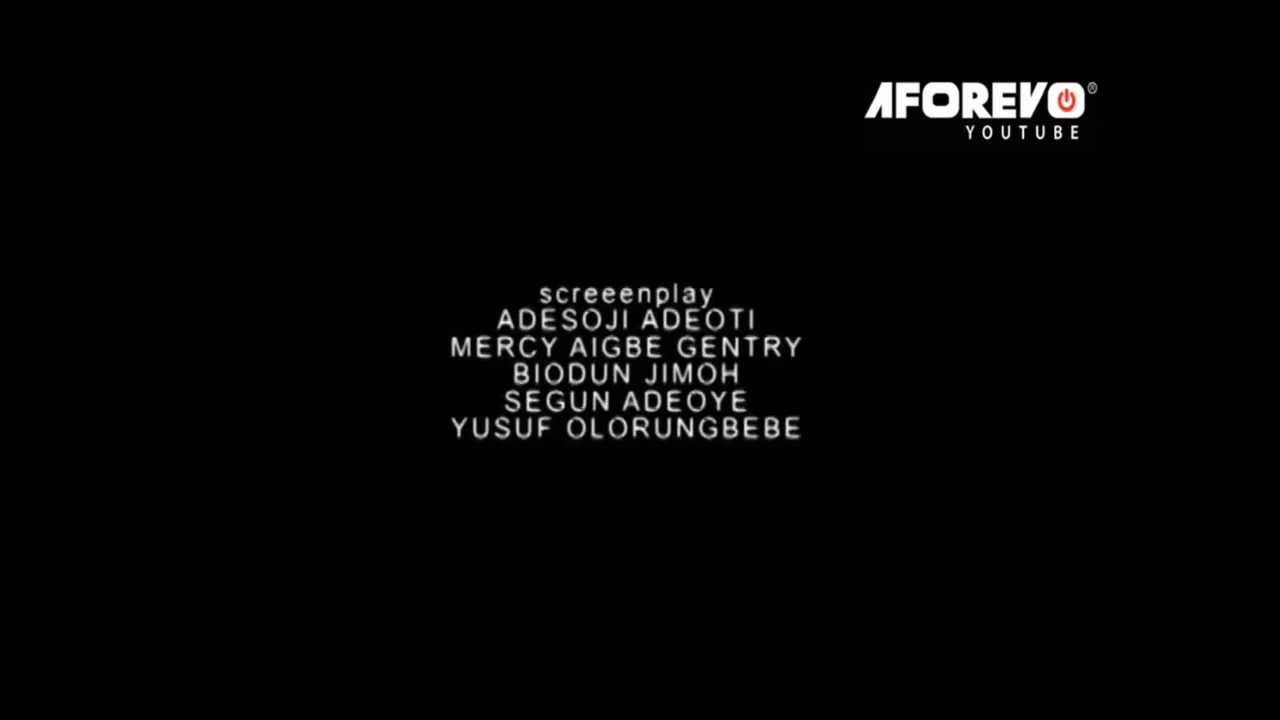 AFOREVO®
YOUTUBE
screeenplay
ADESOJI ADEOTI
MERCY AIGBE GENTRY
BIODUN JIMOH
SEGUN ADEOYE
YUSUF OLORUNGBEBE